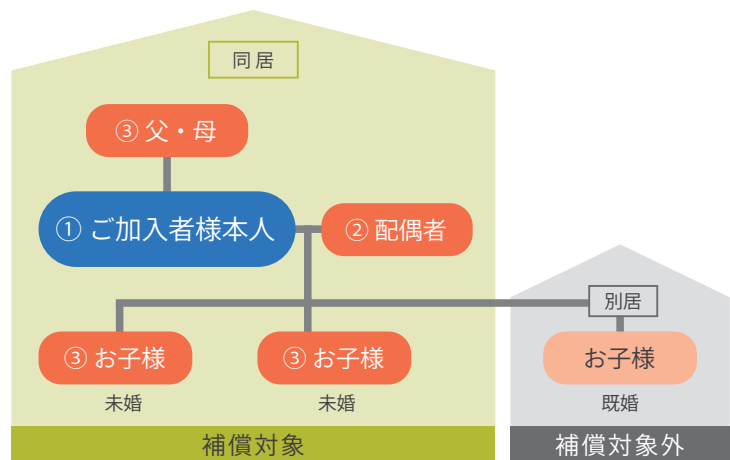 同居
③ 父・母
① ご加入者様本人
② 配偶者
別居
③ お子様
③ お子様
お子様
未婚
未婚
既婚
補償対象
補償対象外